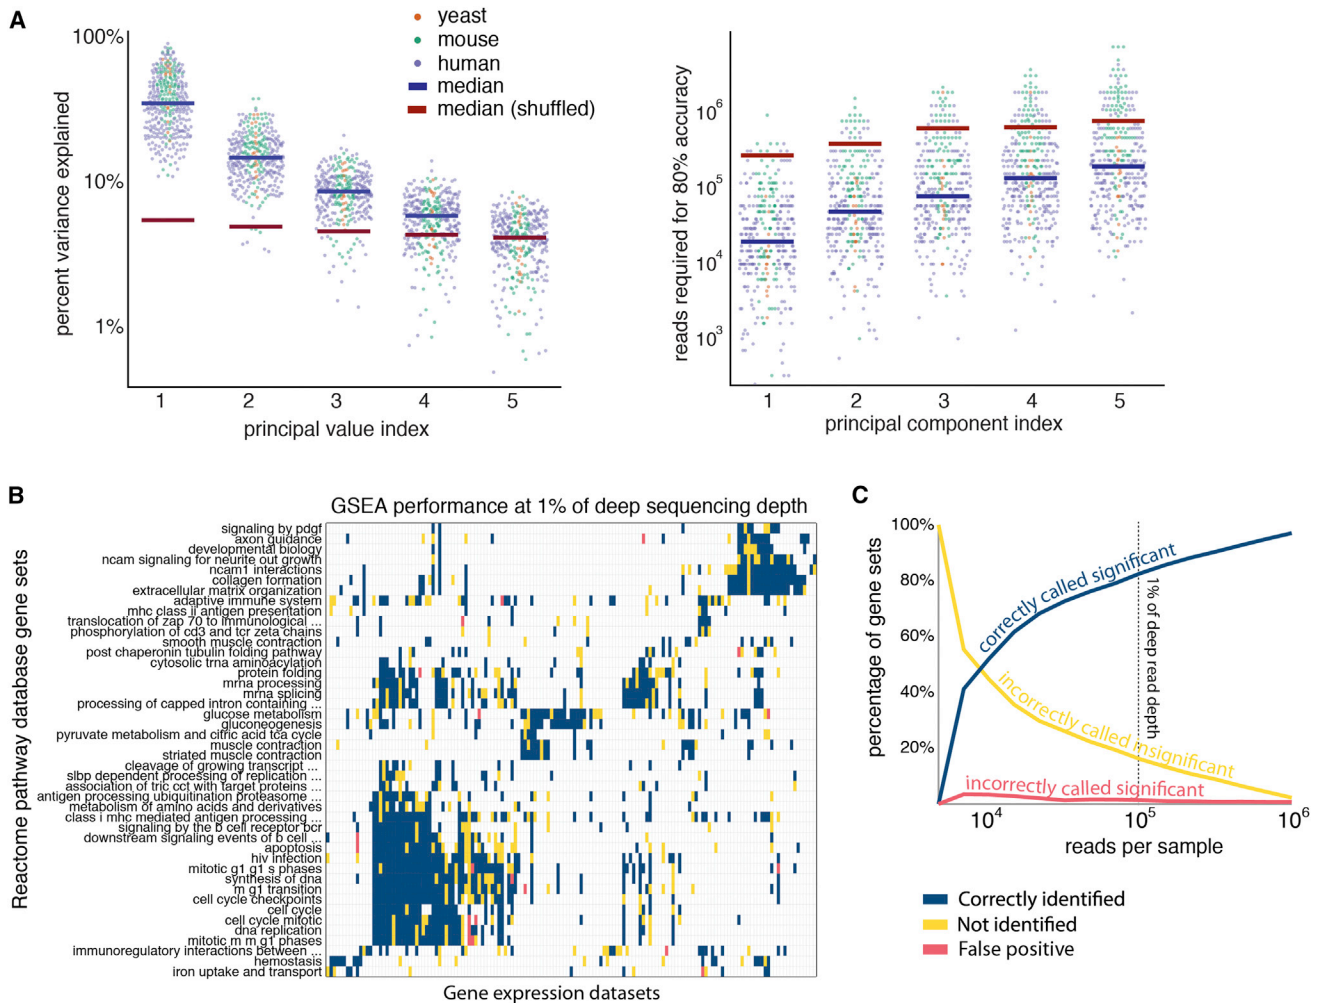 A
yeast
mouse
human
median
median (shuffled)
percent variance explained
100%
10%
1%
1
2
3
4
5
principal value index
reads required for 80% accuracy
10^6
10^5
10^4
10^3
1
2
3
4
5
principal component index
B
GSEA performance at 1% of deep sequencing depth
Reactome pathway database gene sets
signaling by pdgf
axon guidance
developmental biology
ncam signaling for neurite out growth
ncam1 interactions
collagen formation
extracellular matrix organization
adaptive immune system
mhc class ii antigen presentation
translocation of zap 70 to immunological ...
phosphorylation of cd3 and tcr zeta chains
smooth muscle contraction
post chaperonin tubulin folding pathway
cytosolic trna aminoacylation
protein folding
mrna processing
mrna splicing
processing of capped intron containing ...
glucose metabolism
gluconeogenesis
pyruvate metabolism and citric acid tca cycle
muscle contraction
striated muscle contraction
cleavage of growing transcript ...
slbp dependent processing of replication ...
association of tric cct with target proteins ...
antigen processing ubiquitination proteasome ...
metabolism of amino acids and derivatives
class i mhc mediated antigen processing ...
signaling by the b cell receptor bcr
downstream signaling events of b cell ...
apoptosis
hiv infection
mitotic g1 g1 s phases
synthesis of dna
m g1 transition
cell cycle checkpoints
cell cycle
cell cycle mitotic
dna replication
mitotic m m g1 phases
immunoregulatory interactions between ...
hemostasis
iron uptake and transport
Gene expression datasets
C
percentage of gene sets
100%
80%
60%
40%
20%
correctly called significant
incorrectly called insignificant
incorrectly called significant
1% of deep read depth
10^4
10^5
10^6
reads per sample
Correctly identified
Not identified
False positive